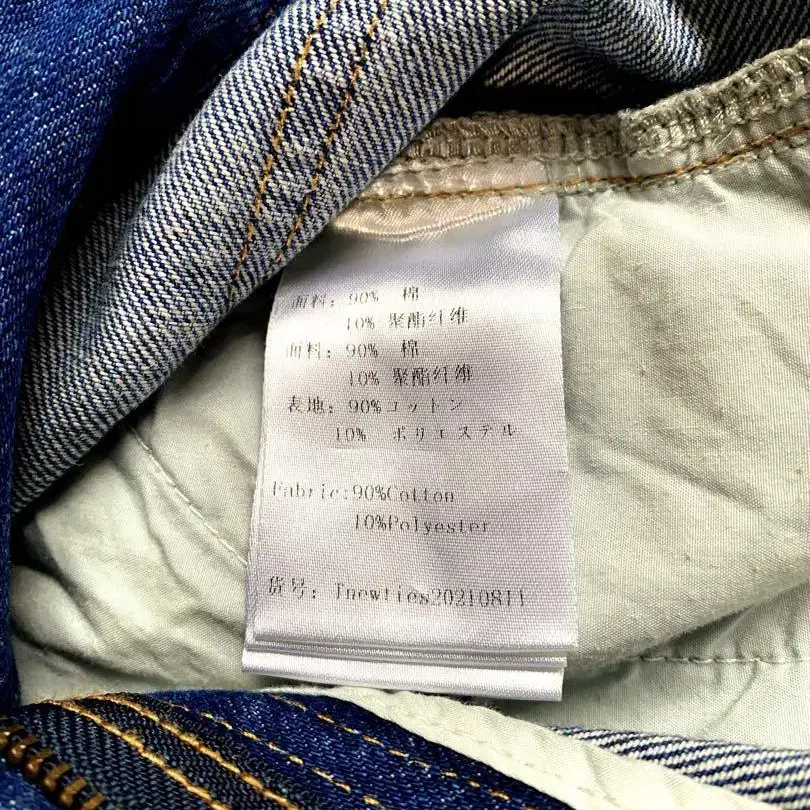 面料：90% 棉
10% 聚酯纤维
面料：90% 棉
10% 聚酯纤维
表地：90%コットン
10% ポリエステル
Fabric:90%Cotton
10%Polyester
货号：Tnewties20210811